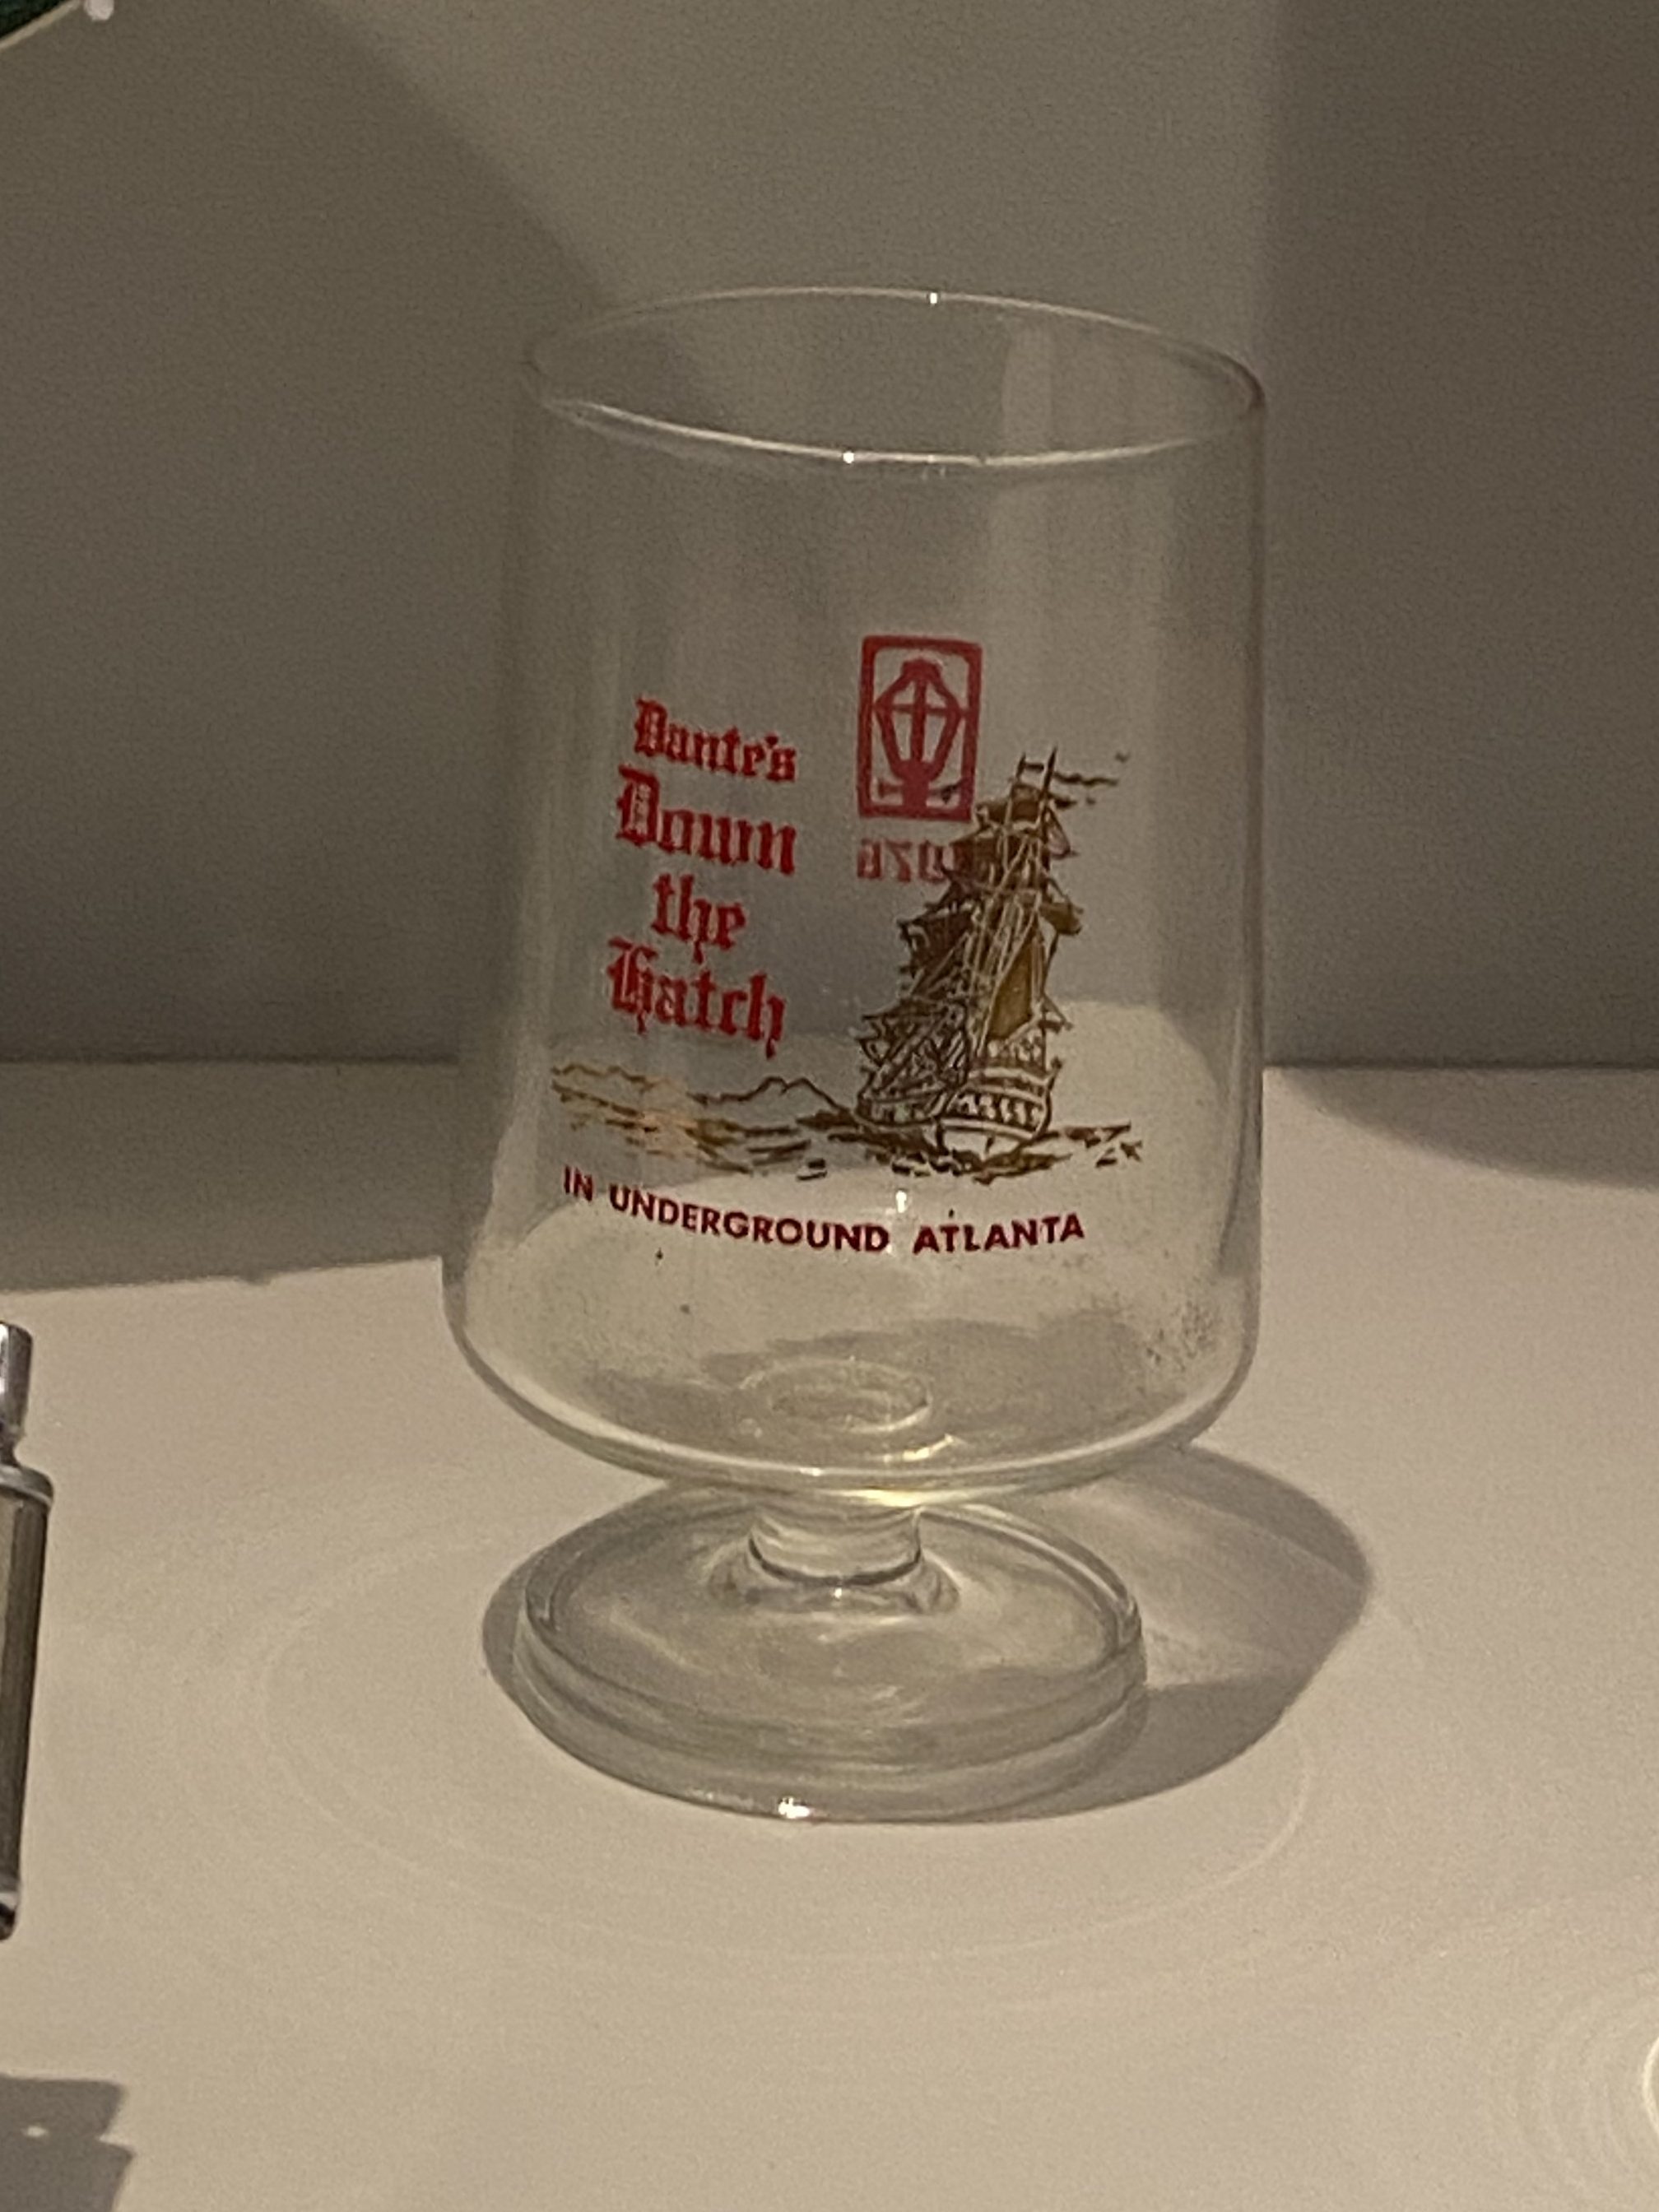 Dante's
Down
the
Hatch
IN UNDERGROUND ATLANTA